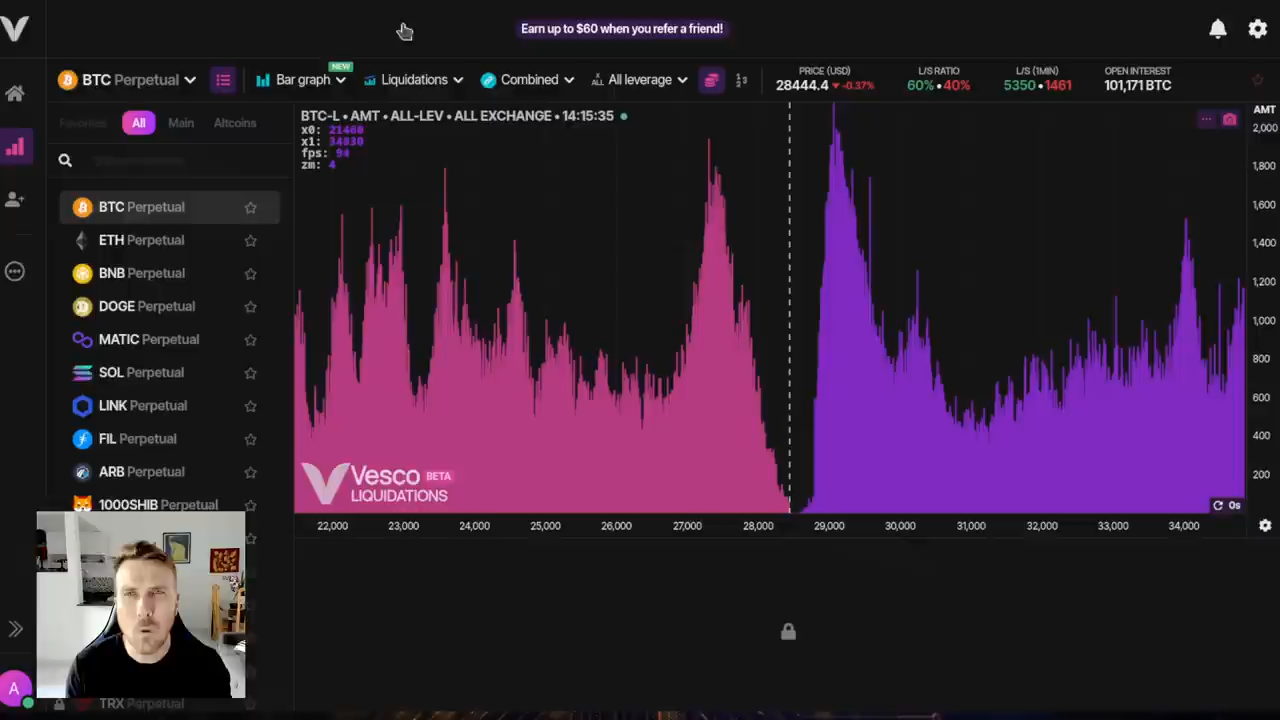 Earn up to $60 when you refer a friend!
BTC Perpetual
Bar graph
NEW
Liquidations
Combined
ALL
All leverage
PRICE (USD)
28444.4 ▼ -0.37%
L/S RATIO
60% • 40%
L/S (1MIN)
5350 • 1461
OPEN INTEREST
101,171 BTC
Favorites
All
Main
Altcoins
BTC Perpetual
ETH Perpetual
BNB Perpetual
DOGE Perpetual
MATIC Perpetual
SOL Perpetual
LINK Perpetual
FIL Perpetual
ARB Perpetual
1000SHIB Perpetual
TRX Perpetual
A
BTC-L • AMT • ALL-LEV • ALL EXCHANGE • 14:15:35
x0: 21460
x1: 34830
fps: 94
zm: 4
AMT
2,000
1,800
1,600
1,400
1,200
1,000
800
600
400
200
Vesco BETA
LIQUIDATIONS
0s
22,000
23,000
24,000
25,000
26,000
27,000
28,000
29,000
30,000
31,000
32,000
33,000
34,000